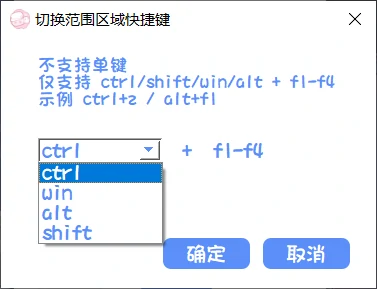 切换范围区域快捷键
不支持单键
仅支持 ctrl/shift/win/alt + f1-f4
示例 ctrl+z / alt+f1
ctrl + f1-f4
ctrl
win
alt
shift
确定 取消